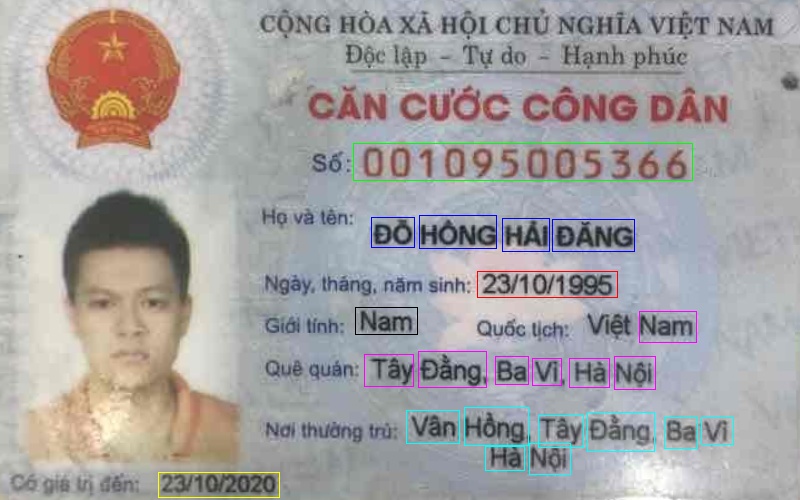 CỘNG HÒA XÃ HỘI CHỦ NGHĨA VIỆT NAM
Độc lập - Tự do - Hạnh phúc
CĂN CƯỚC CÔNG DÂN
Số: 001095005366
Họ và tên: ĐỖ HỒNG HẢI ĐĂNG
Ngày, tháng, năm sinh: 23/10/1995
Giới tính: Nam Quốc tịch: Việt Nam
Quê quán: Tây Đằng, Ba Vì, Hà Nội
Nơi thường trú: Vân Hồng, Tây Đằng, Ba Vì
Hà Nội
Có giá trị đến: 23/10/2020